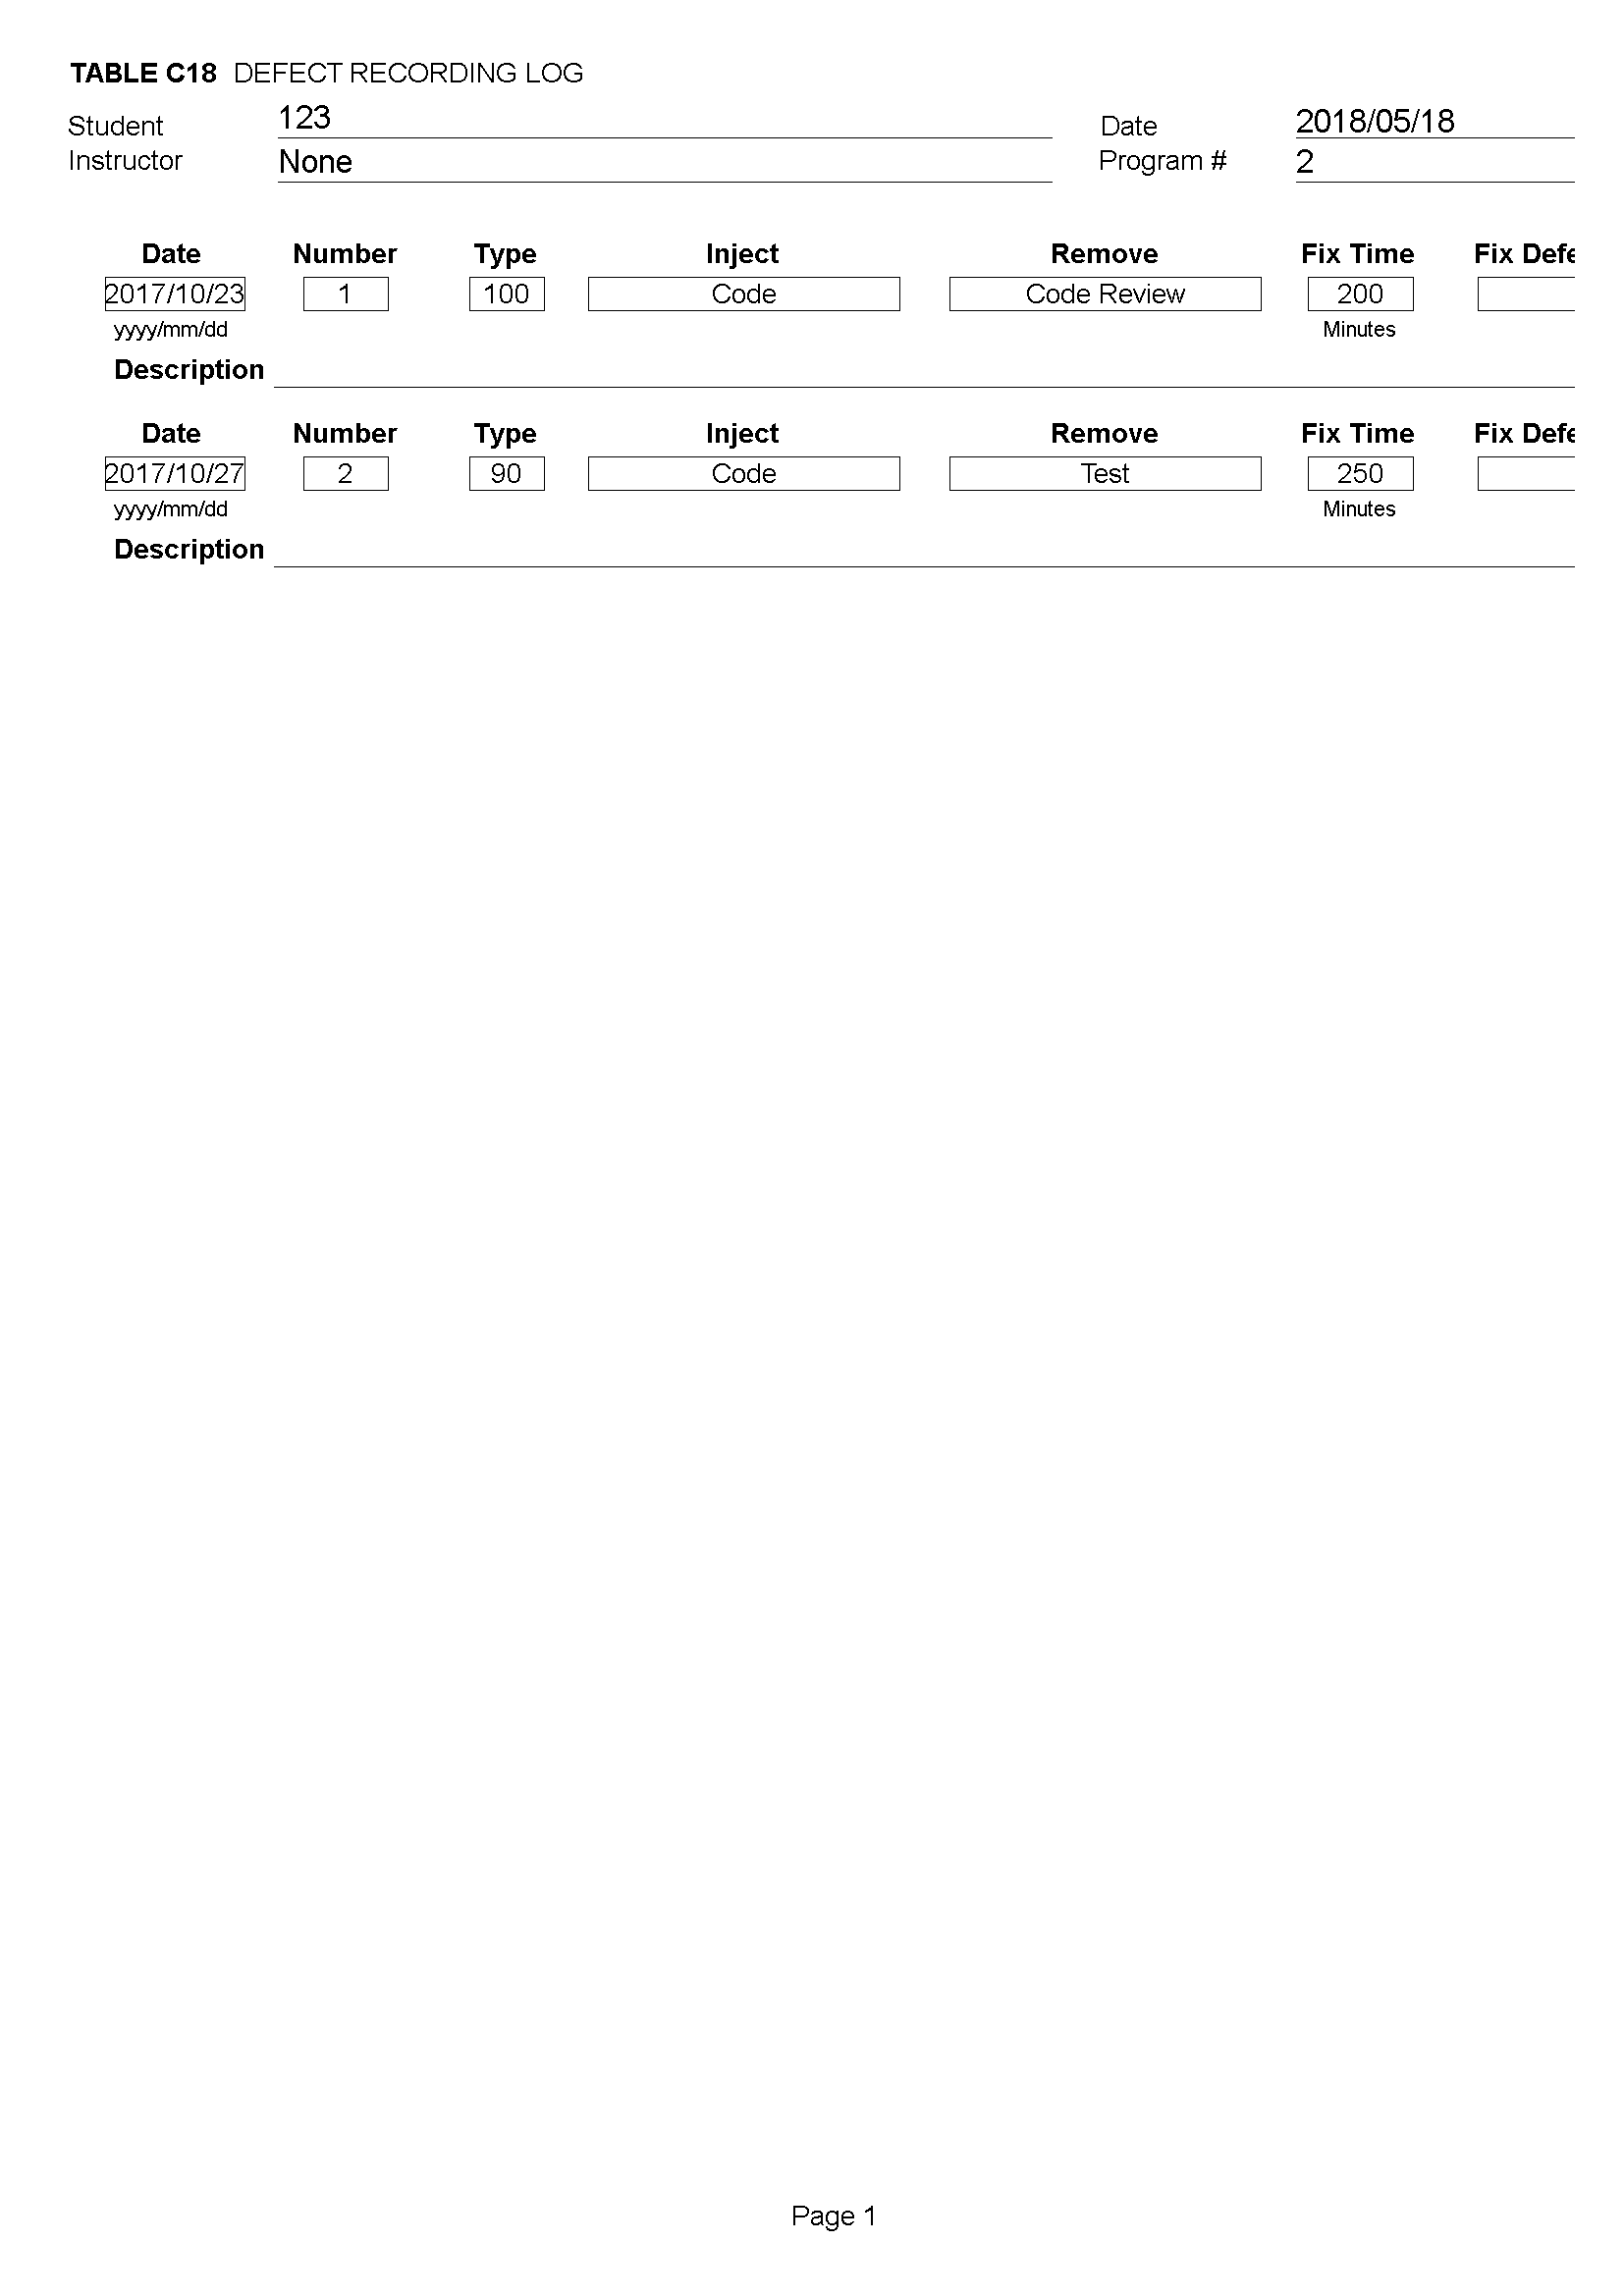 TABLE C18 DEFECT RECORDING LOG
Student 123 Date 2018/05/18
Instructor None Program # 2
Date Number Type Inject Remove Fix Time Fix Defe
2017/10/23 1 100 Code Code Review 200
yyyy/mm/dd Minutes
Description
Date Number Type Inject Remove Fix Time Fix Defe
2017/10/27 2 90 Code Test 250
yyyy/mm/dd Minutes
Description
Page 1